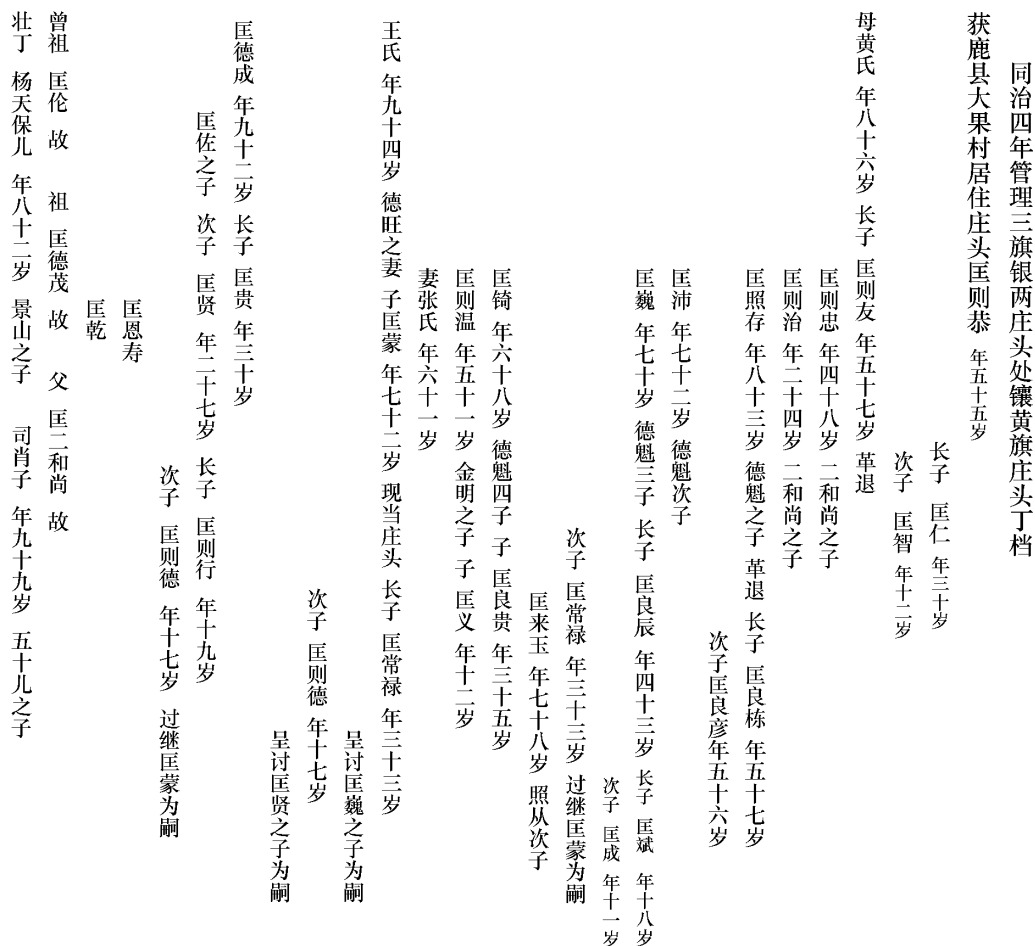 同治四年管理三旗银两庄头处镶黄旗庄头丁档
获鹿县大果村居住庄头匡则恭 年五十五岁
长子 匡仁 年三十岁
次子 匡智 年十二岁
母黄氏 年八十六岁 长子 匡则友 年五十七岁 革退
匡则忠 年四十八岁 二和尚之子
匡则治 年二十四岁 二和尚之子
匡照存 年八十三岁 德魁之子 革退 长子 匡良栋 年五十七岁
次子匡良彦年五十六岁
匡沛 年七十二岁 德魁次子
匡巍 年七十岁 德魁三子 长子 匡良辰 年四十三岁 长子 匡斌 年十八岁
次子 匡成 年十一岁
次子 匡常禄 年三十三岁 过继匡蒙为嗣
匡来玉 年七十八岁 照从次子
匡锜 年六十八岁 德魁四子 子 匡良贵 年三十五岁
匡则温 年五十一岁 金明之子 子 匡义 年十二岁
妻张氏 年六十一岁
王氏 年九十四岁 德旺之妻 子匡蒙 年七十二岁 现当庄头 长子 匡常禄 年三十三岁
呈讨匡巍之子为嗣
次子 匡则德 年十七岁
呈讨匡贤之子为嗣
匡德成 年九十二岁 长子 匡贵 年三十岁
匡佐之子 次子 匡贤 年二十七岁 长子 匡则行 年十九岁
次子 匡则德 年十七岁 过继匡蒙为嗣
匡恩寿
匡乾
曾祖 匡伦 故 祖 匡德茂 故 父 匡二和尚 故
壮丁 杨天保儿 年八十二岁 景山之子 司肖子 年九十九岁 五十儿之子